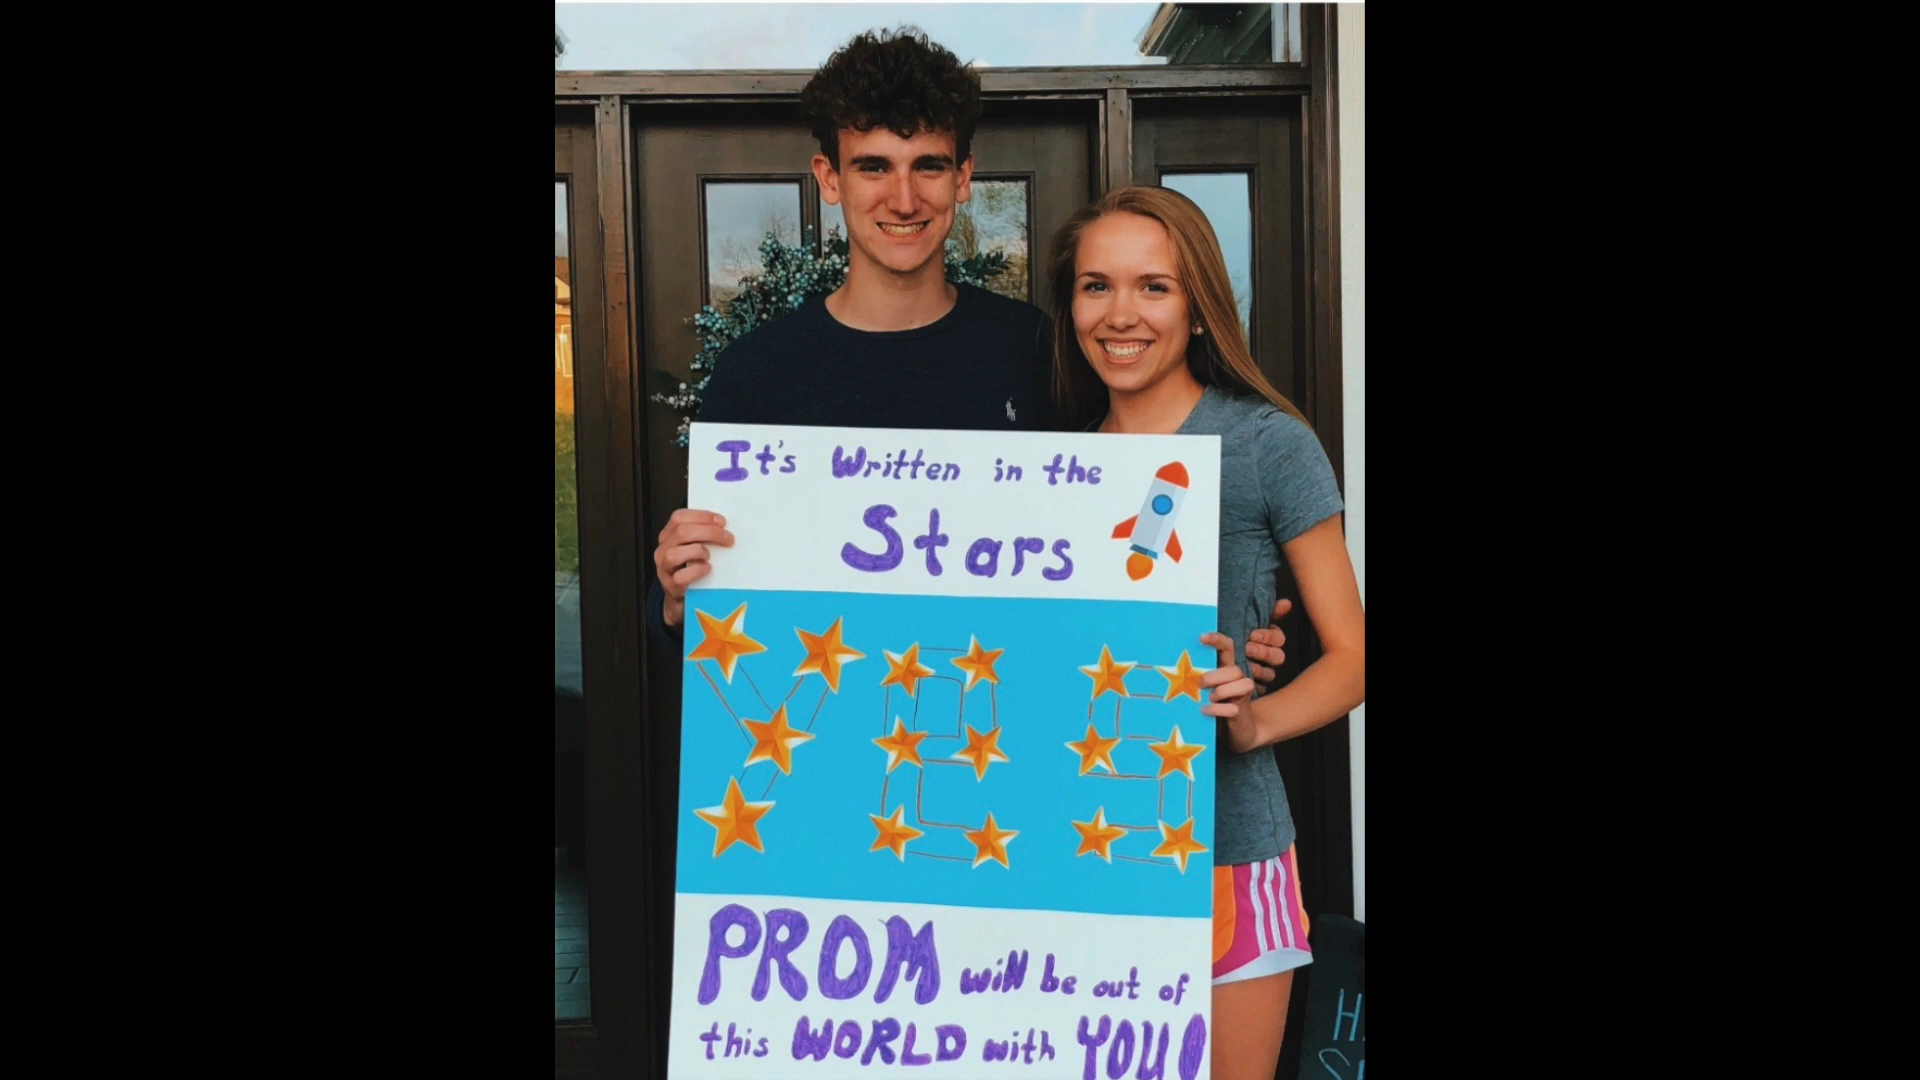 It's Written in the
Stars
Yes
PROM will be out of
this WORLD with YOU!
H